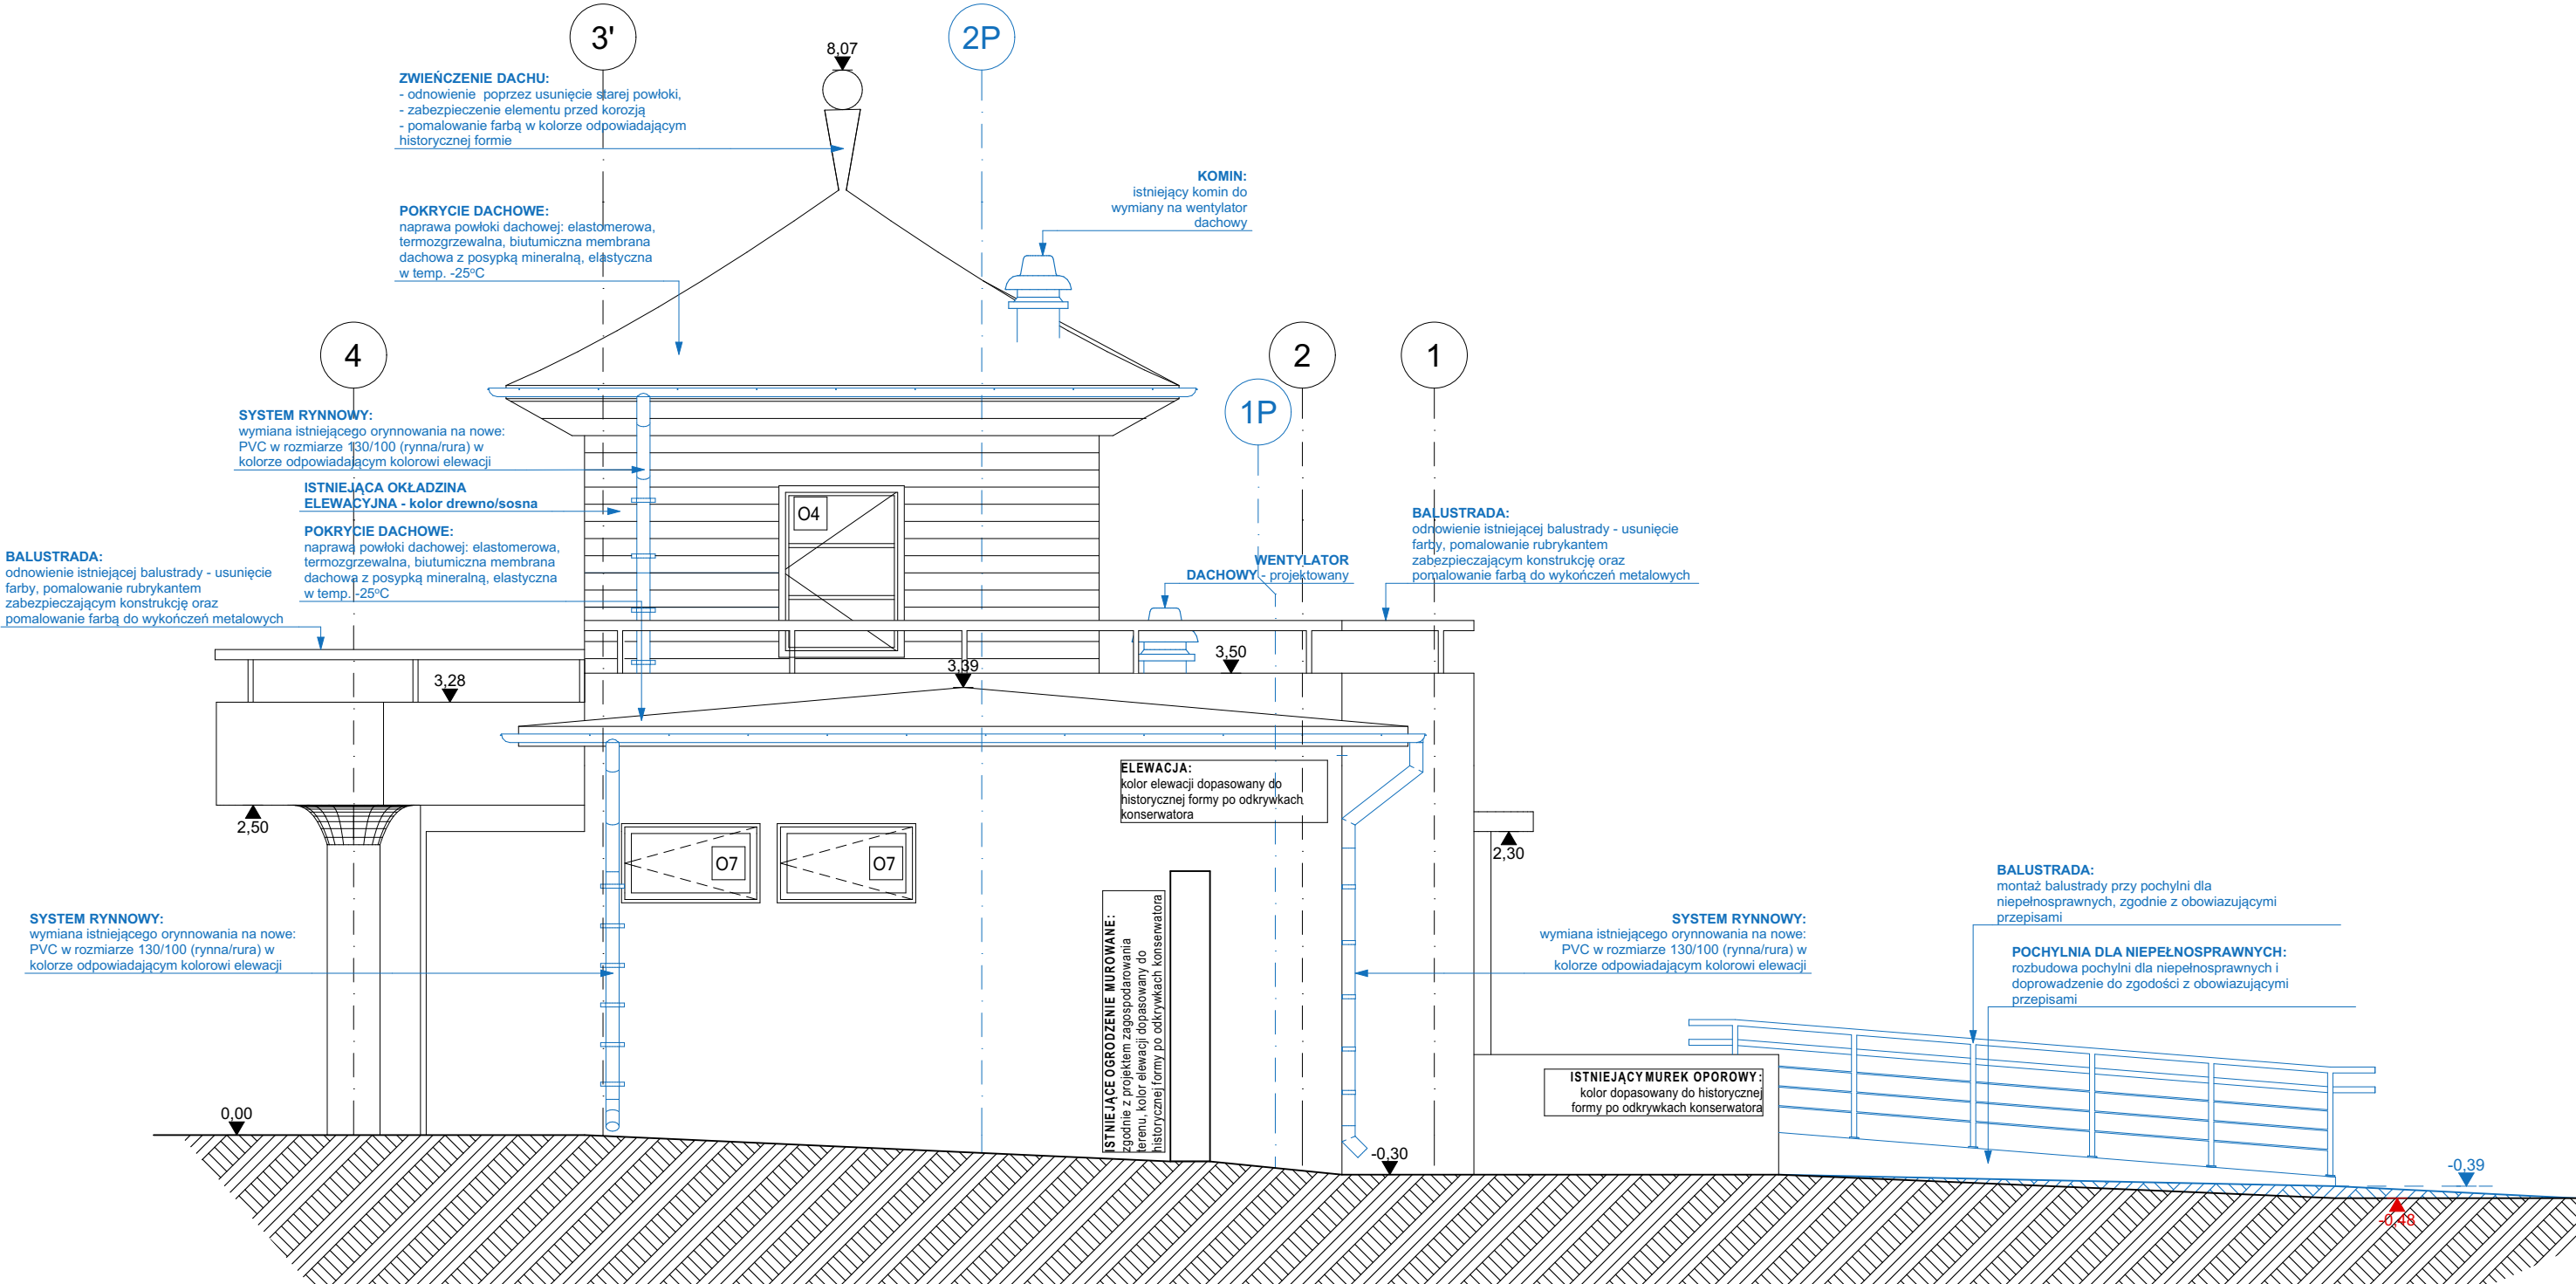 3'
2P
8,07
ZWIEŃCZENIE DACHU:
- odnowienie poprzez usunięcie starej powłoki,
- zabezpieczenie elementu przed korozją
- pomalowanie farbą w kolorze odpowiadającym
historycznej formie
KOMIN:
istniejący komin do
wymiany na wentylator
dachowy
POKRYCIE DACHOWE:
naprawa powłoki dachowej: elastomerowa,
termozgrzewalna, biutumiczna membrana
dachowa z posypką mineralną, elastyczna
w temp. -25°C
4
2
1
1P
SYSTEM RYNNOWY:
wymiana istniejącego orynnowania na nowe:
PVC w rozmiarze 130/100 (rynna/rura) w
kolorze odpowiadającym kolorowi elewacji
ISTNIEJĄCA OKŁADZINA
ELEWACYJNA - kolor drewno/sosna
O4
POKRYCIE DACHOWE:
naprawa powłoki dachowej: elastomerowa,
termozgrzewalna, biutumiczna membrana
dachowa z posypką mineralną, elastyczna
w temp. -25°C
BALUSTRADA:
odnowienie istniejącej balustrady - usunięcie
farby, pomalowanie rubrykantem
zabezpieczającym konstrukcję oraz
pomalowanie farbą do wykończeń metalowych
WENTYLATOR
DACHOWY - projektowany
BALUSTRADA:
odnowienie istniejącej balustrady - usunięcie
farby, pomalowanie rubrykantem
zabezpieczającym konstrukcję oraz
pomalowanie farbą do wykończeń metalowych
3,28
3,39
3,50
ELEWACJA:
kolor elewacji dopasowany do
historycznej formy po odkrywkach
konserwatora
2,50
2,30
O7
O7
SYSTEM RYNNOWY:
wymiana istniejącego orynnowania na nowe:
PVC w rozmiarze 130/100 (rynna/rura) w
kolorze odpowiadającym kolorowi elewacji
ISTNIEJĄCE OGRODZENIE MUROWANE:
zgodnie z projektem zagospodarowania
terenu, kolor elewacji dopasowany do
historycznej formy po odkrywkach konserwatora
SYSTEM RYNNOWY:
wymiana istniejącego orynnowania na nowe:
PVC w rozmiarze 130/100 (rynna/rura) w
kolorze odpowiadającym kolorowi elewacji
BALUSTRADA:
montaż balustrady przy pochylni dla
niepełnosprawnych, zgodnie z obowiazującymi
przepisami
POCHYLNIA DLA NIEPEŁNOSPRAWNYCH:
rozbudowa pochylni dla niepełnosprawnych i
doprowadzenie do zgodości z obowiazującymi
przepisami
ISTNIEJĄCY MUREK OPOROWY:
kolor dopasowany do historycznej
formy po odkrywkach konserwatora
0,00
-0,30
-0,39
-0,48